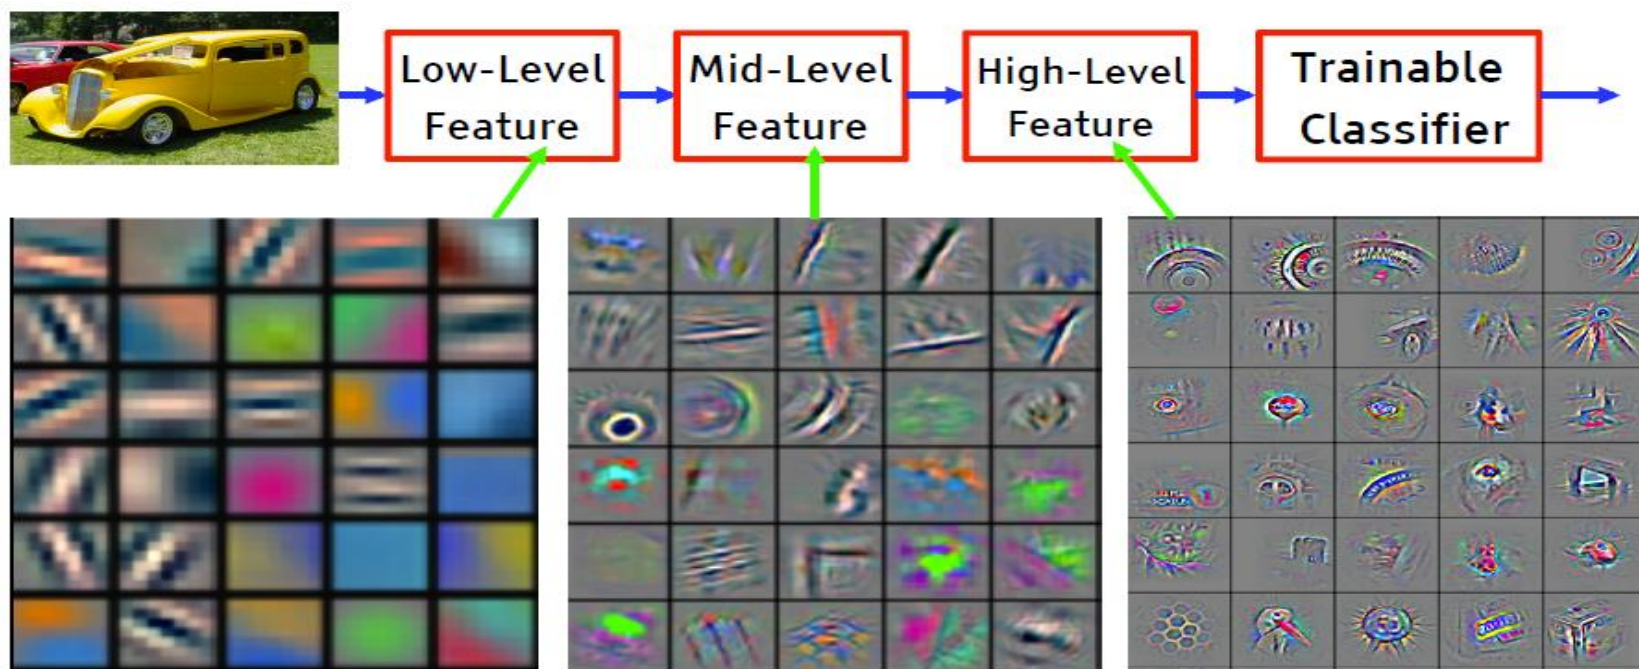 Low-Level
Feature
Mid-Level
Feature
High-Level
Feature
Trainable
Classifier